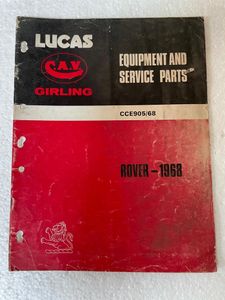 LUCAS
C.A.V.
GIRLING
EQUIPMENT AND
SERVICE PARTS
CCE905/68
ROVER - 1968